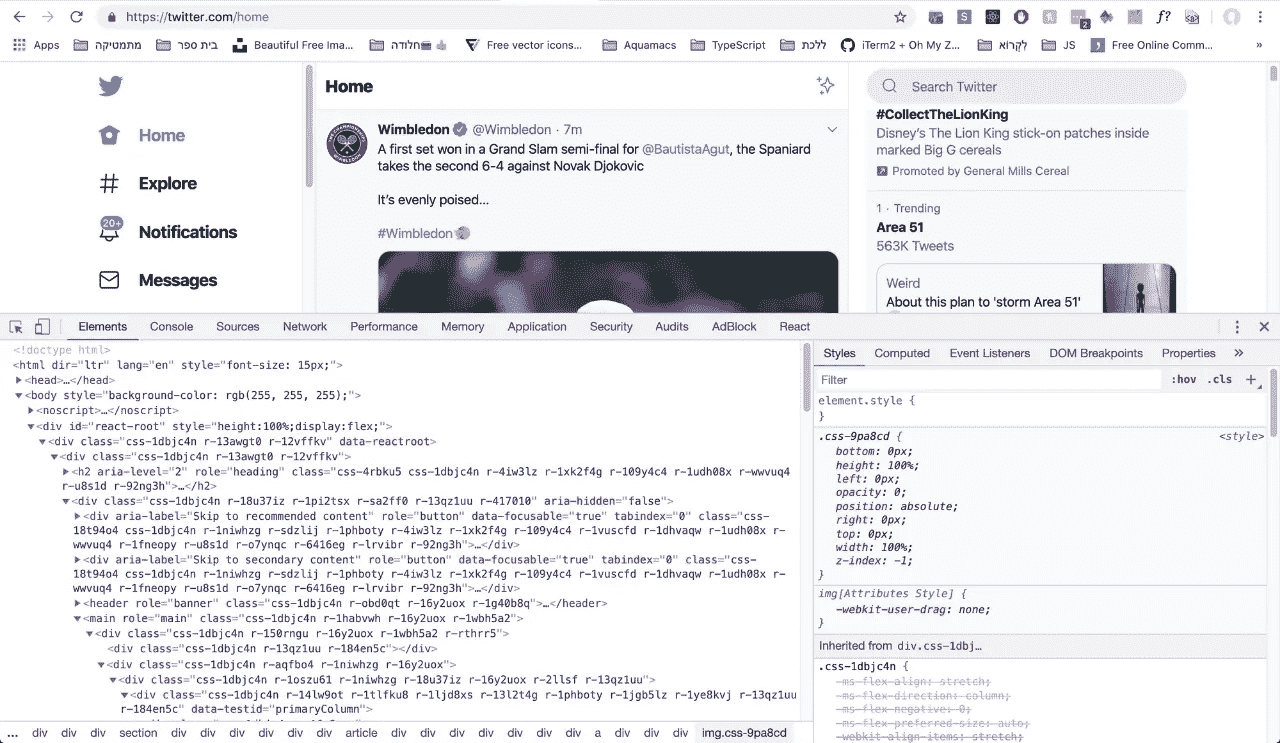 https://twitter.com/home
2
Apps
מתמטיקה
בית ספר
Beautiful Free Ima...
חלודה
Free vector icons...
Aquamacs
TypeScript
ללכת
iTerm2 + Oh My Z...
לִקְרוֹא
JS
Free Online Comm...
»
Home
Explore
20+
Notifications
Messages
Home
Wimbledon @Wimbledon · 7m
A first set won in a Grand Slam semi-final for @BautistaAgut, the Spaniard
takes the second 6-4 against Novak Djokovic
It's evenly poised...
#Wimbledon
Search Twitter
#CollectTheLionKing
Disney's The Lion King stick-on patches inside
marked Big G cereals
Promoted by General Mills Cereal
1 · Trending
Area 51
563K Tweets
Weird
About this plan to 'storm Area 51'
Elements Console Sources Network Performance Memory Application Security Audits AdBlock React
<!doctype html>
<html dir="ltr" lang="en" style="font-size: 15px;">
<head>…</head>
<body style="background-color: rgb(255, 255, 255);">
<noscript>…</noscript>
<div id="react-root" style="height:100%;display:flex;">
<div class="css-1dbjc4n r-13awgt0 r-12vffkv" data-reactroot>
<div class="css-1dbjc4n r-13awgt0 r-12vffkv">
<h2 aria-level="2" role="heading" class="css-4rbku5 css-1dbjc4n r-4iw3lz r-1xk2f4g r-109y4c4 r-1udh08x r-wwvuq4
r-u8s1d r-92ng3h">…</h2>
<div class="css-1dbjc4n r-18u37iz r-1pi2tsx r-sa2ff0 r-13qz1uu r-417010" aria-hidden="false">
<div aria-label="Skip to recommended content" role="button" data-focusable="true" tabindex="0" class="css-
18t94o4 css-1dbjc4n r-1niwhzg r-sdzlij r-1phboty r-4iw3lz r-1xk2f4g r-109y4c4 r-1vuscfd r-1dhvaqw r-1udh08x r-
wwvuq4 r-1fneopy r-u8s1d r-o7ynqc r-6416eg r-lrvibr r-92ng3h">…</div>
<div aria-label="Skip to secondary content" role="button" data-focusable="true" tabindex="0" class="css-
18t94o4 css-1dbjc4n r-1niwhzg r-sdzlij r-1phboty r-4iw3lz r-1xk2f4g r-109y4c4 r-1vuscfd r-1dhvaqw r-1udh08x r-
wwvuq4 r-1fneopy r-u8s1d r-o7ynqc r-6416eg r-lrvibr r-92ng3h">…</div>
<header role="banner" class="css-1dbjc4n r-obd0qt r-16y2uox r-1g40b8q">…</header>
<main role="main" class="css-1dbjc4n r-1habvwh r-16y2uox r-1wbh5a2">
<div class="css-1dbjc4n r-150rngu r-16y2uox r-1wbh5a2 r-rthrr5">
<div class="css-1dbjc4n r-13qz1uu r-184en5c"></div>
<div class="css-1dbjc4n r-aqfbo4 r-1niwhzg r-16y2uox">
<div class="css-1dbjc4n r-1oszu61 r-1niwhzg r-18u37iz r-16y2uox r-2llsf r-13qz1uu">
<div class="css-1dbjc4n r-14lw9ot r-1tlfku8 r-1ljd8xs r-13l2t4g r-1phboty r-1jgb5lz r-1ye8kvj r-13qz1uu
r-184en5c" data-testid="primaryColumn">
... div div div section div div div div div div article div div div div div div div a div div div img.css-9pa8cd
Styles Computed Event Listeners DOM Breakpoints Properties »
Filter :hov .cls +
element.style {
}
.css-9pa8cd { <style>
bottom: 0px;
height: 100%;
left: 0px;
opacity: 0;
position: absolute;
right: 0px;
top: 0px;
width: 100%;
z-index: -1;
}
img[Attributes Style] {
-webkit-user-drag: none;
}
Inherited from div.css-1dbj…
.css-1dbjc4n {
-ms-flex-align: stretch;
-ms-flex-direction: column;
-ms-flex-negative: 0;
-ms-flex-preferred-size: auto;
-webkit-align-items: stretch;